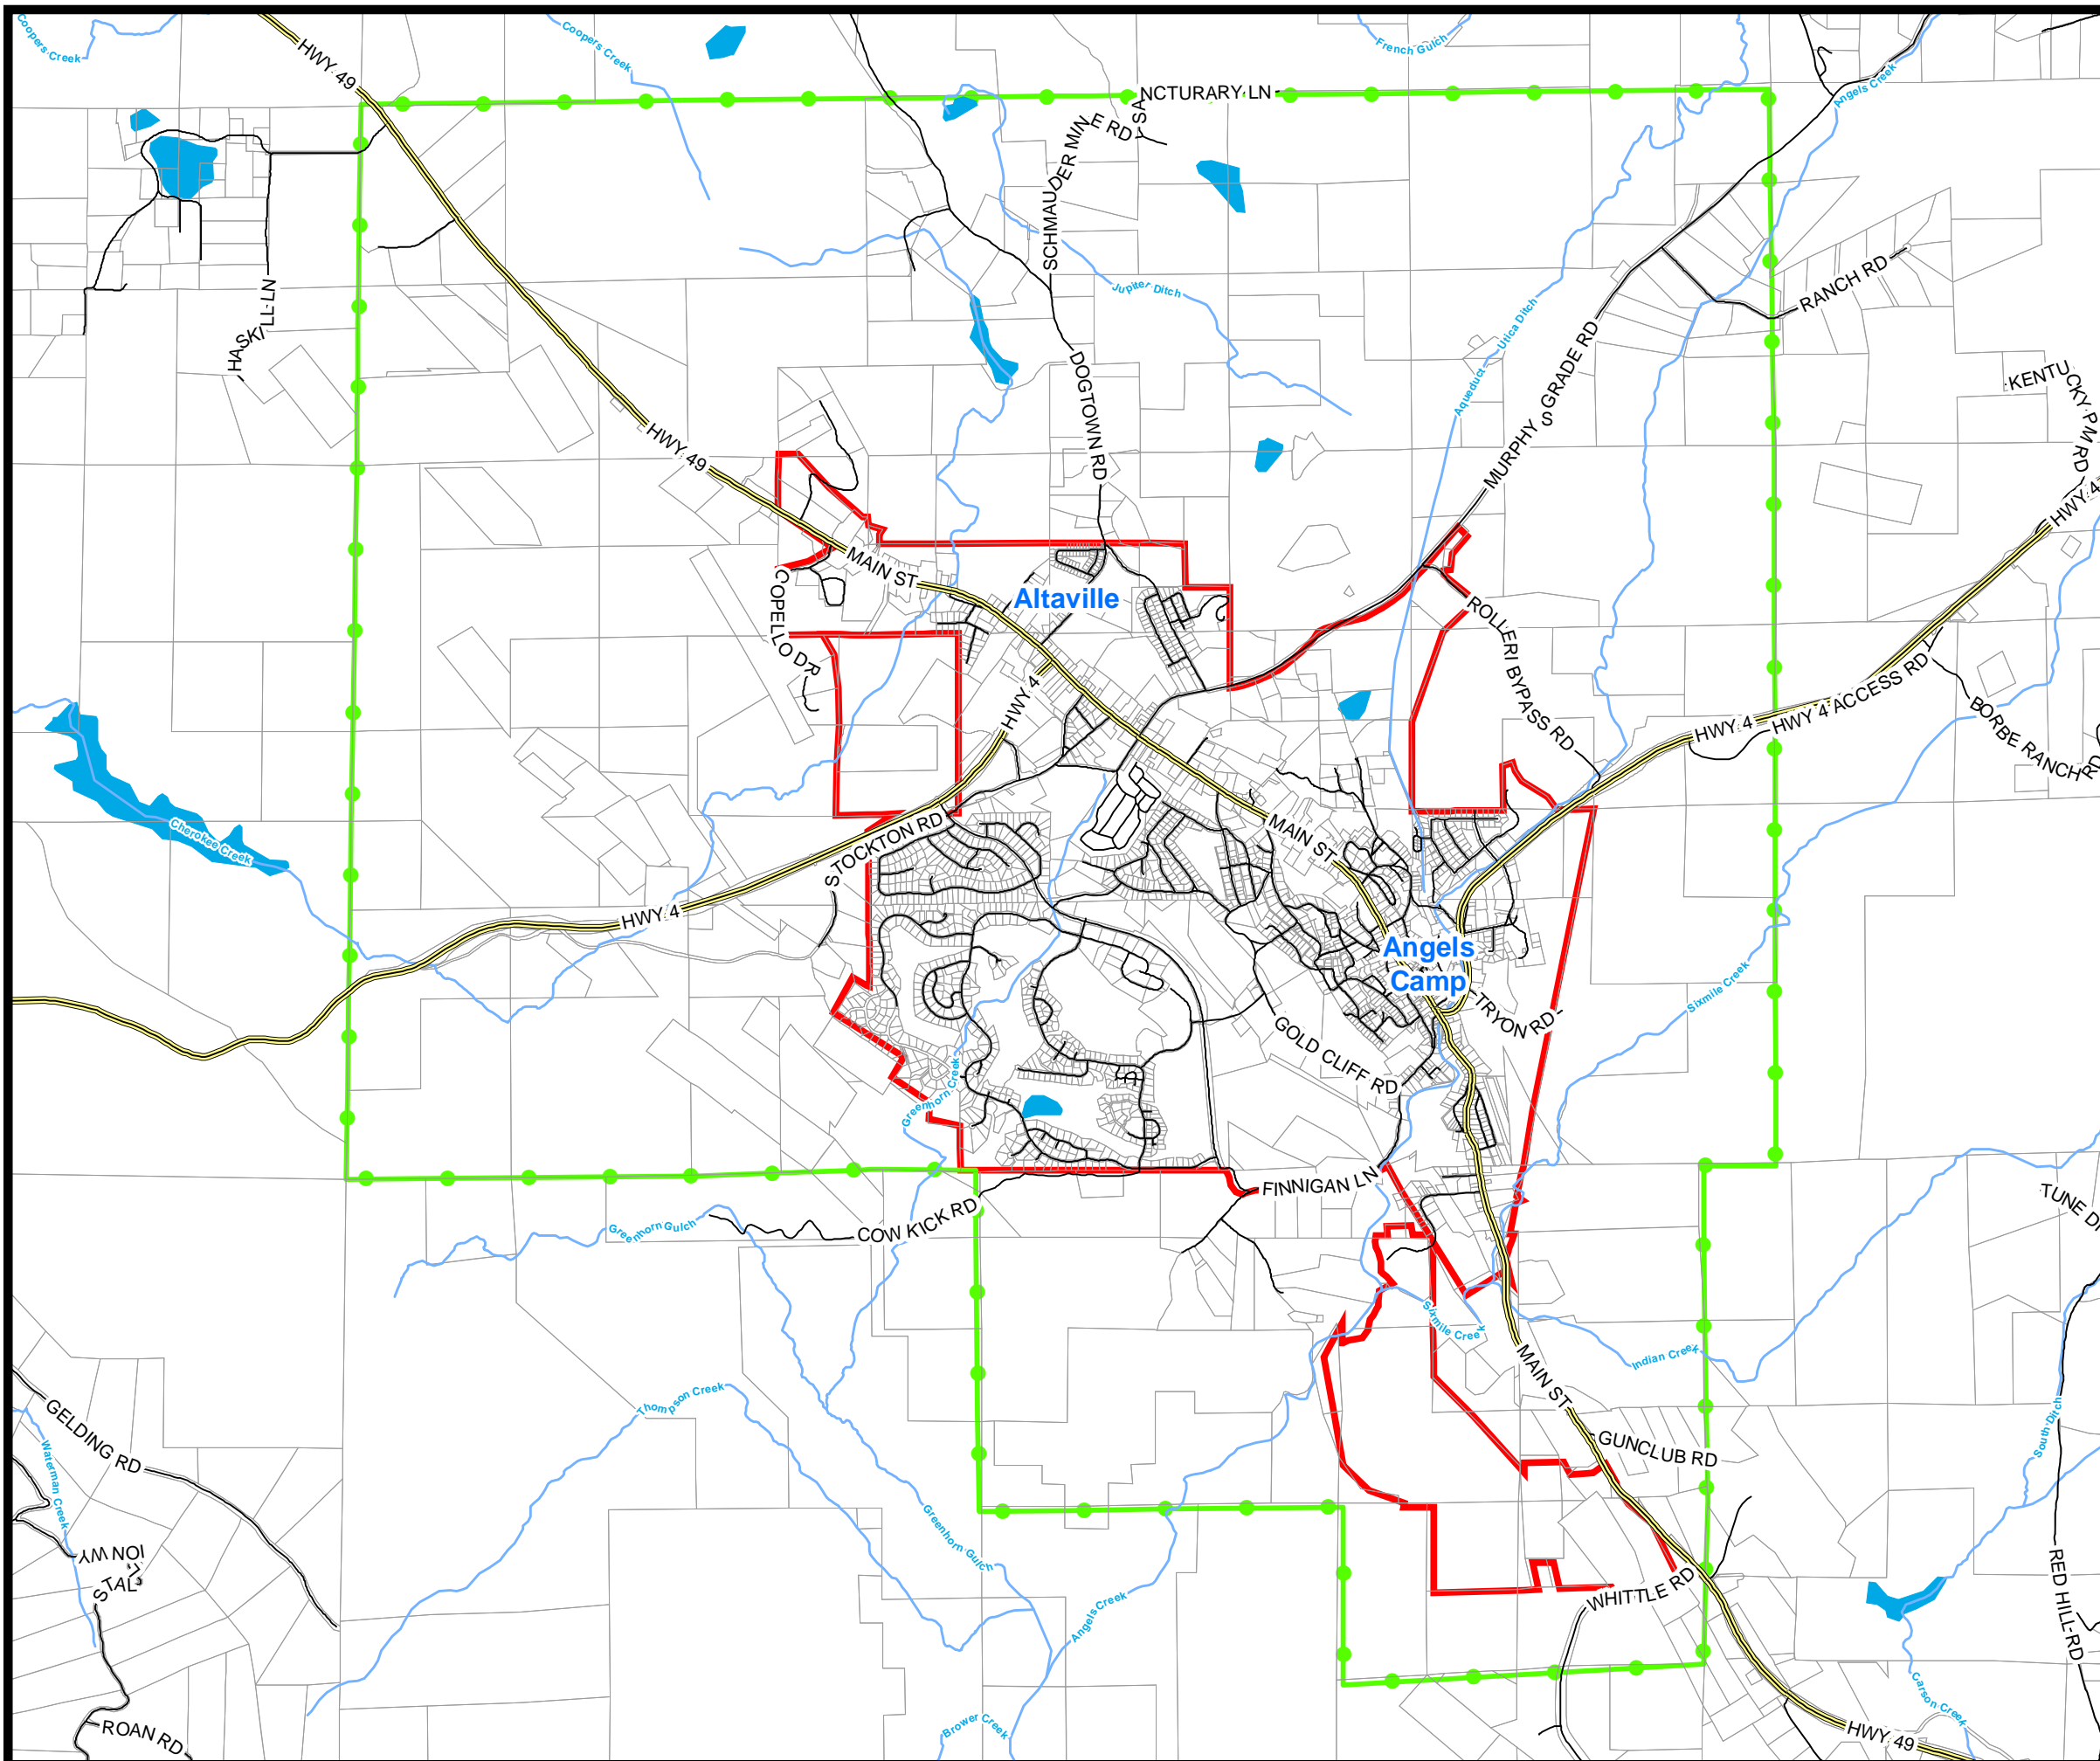 Coopers Creek
HWY 49
Coopers Creek
French Gulch
Angels Creek
SANCTURARY LN
SCHMAUDER MINE RD
HASKILL LN
Jupiter Ditch
Aqueduct
Utica Ditch
RANCH RD
MURPHYS GRADE RD
DOGTOWN RD
KENTUCKY P M RD
HWY 49
HWY 4
MAIN ST
Altaville
COPELLO DR
ROLLERI BYPASS RD
HWY 4
HWY 4
HWY 4 ACCESS RD
BORBE RANCH RD
Cherokee Creek
STOCKTON RD
MAIN ST
HWY 4
Angels
Camp
TRYON RD
Sixmile Creek
GOLD CLIFF RD
Greenhorn Creek
FINNIGAN LN
COW KICK RD
Greenhorn Gulch
TUNE D
Sixmile Creek
Indian Creek
MAIN ST
Thompson Creek
GELDING RD
Waterman Creek
GUNCLUB RD
South Ditch
Greenhorn Gulch
STALLION WY
Angels Creek
WHITTLE RD
RED HILL RD
Carson Creek
Brower Creek
ROAN RD
HWY 49